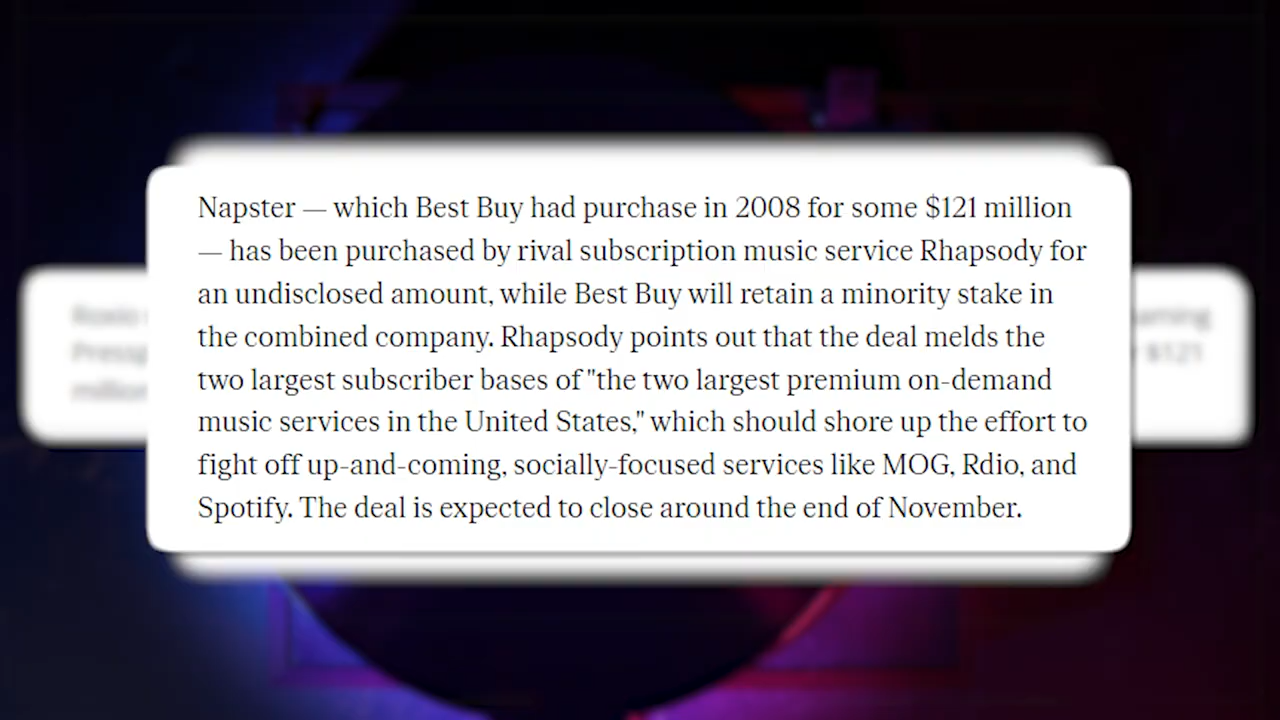 Napster — which Best Buy had purchase in 2008 for some $121 million
— has been purchased by rival subscription music service Rhapsody for
an undisclosed amount, while Best Buy will retain a minority stake in
the combined company. Rhapsody points out that the deal melds the
two largest subscriber bases of "the two largest premium on-demand
music services in the United States," which should shore up the effort to
fight off up-and-coming, socially-focused services like MOG, Rdio, and
Spotify. The deal is expected to close around the end of November.
$121